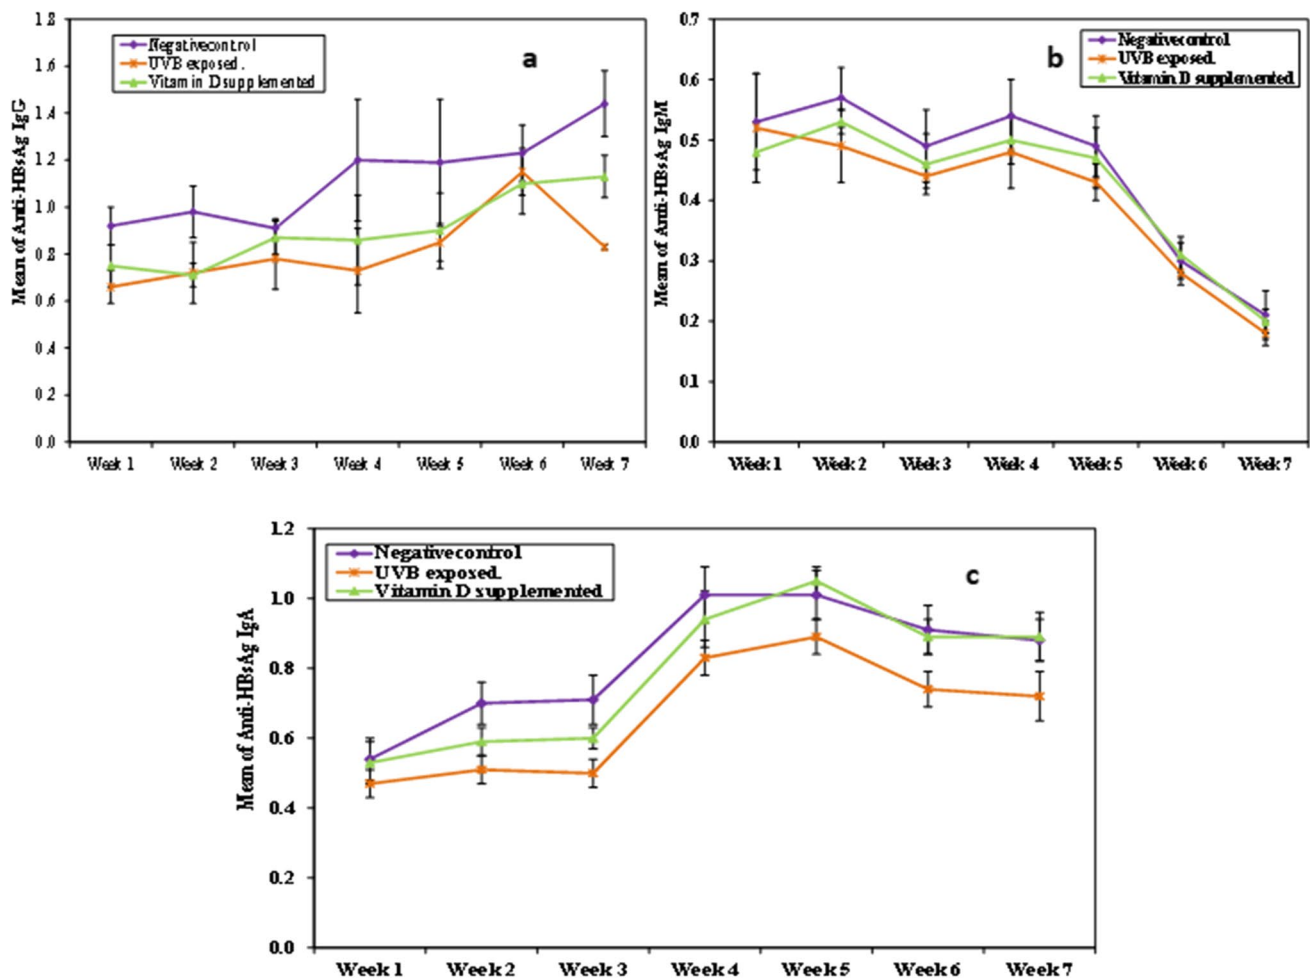 1.8
1.6
1.4
1.2
1.0
0.8
0.6
0.4
0.2
0.0
Mean of Anti-HBsAg IgG
Negativecontrol
UVB exposed.
Vitamin D supplemented
a
Week 1 Week 2 Week 3 Week 4 Week 5 Week 6 Week 7
0.7
0.6
0.5
0.4
0.3
0.2
0.1
0.0
Mean of Anti-HBsAg IgM
b
Negativecontrol
UVB exposed.
Vitamin D supplemented
Week 1 Week 2 Week 3 Week 4 Week 5 Week 6 Week 7
1.2
1.0
0.8
0.6
0.4
0.2
0.0
Mean of Anti-HBsAg IgA
Negativecontrol
UVB exposed.
Vitamin D supplemented
c
Week 1 Week 2 Week 3 Week 4 Week 5 Week 6 Week 7